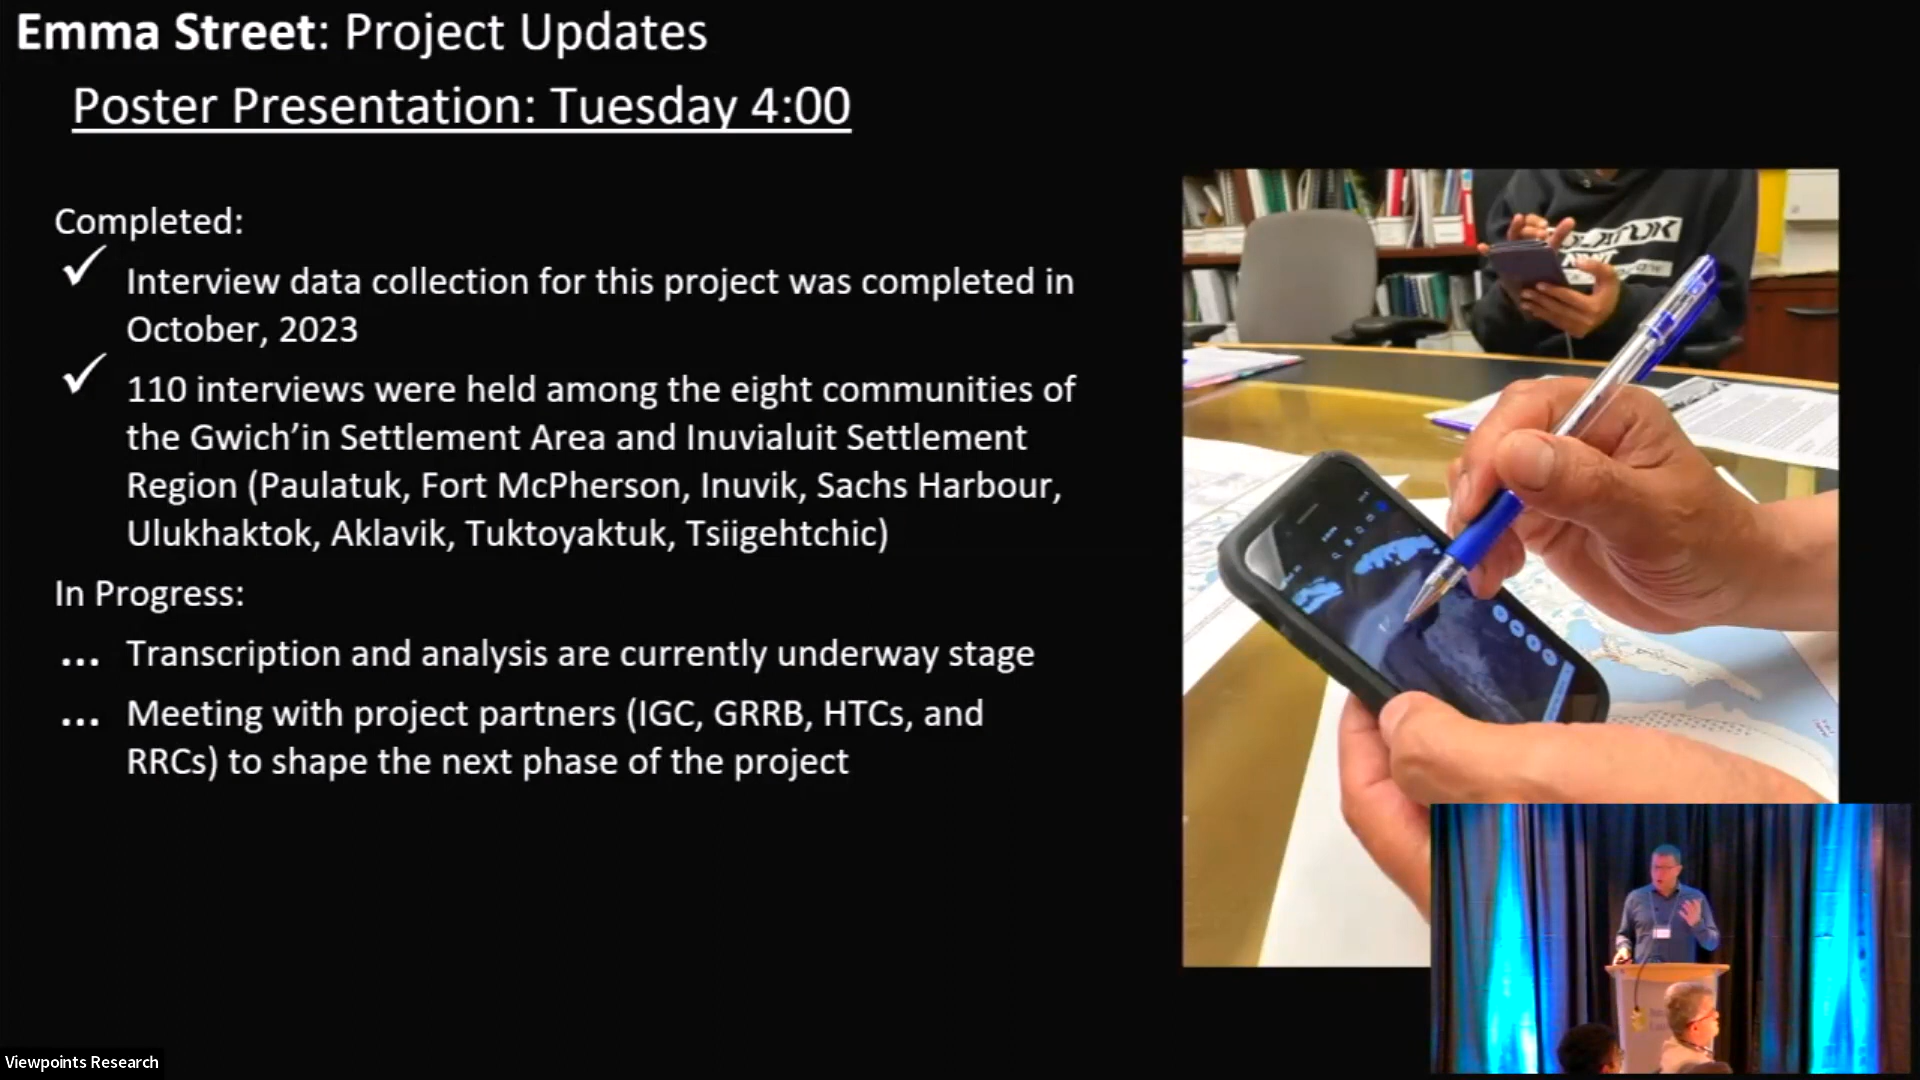 Emma Street: Project Updates
Poster Presentation: Tuesday 4:00
Completed:
✓ Interview data collection for this project was completed in
October, 2023
✓ 110 interviews were held among the eight communities of
the Gwich’in Settlement Area and Inuvialuit Settlement
Region (Paulatuk, Fort McPherson, Inuvik, Sachs Harbour,
Ulukhaktok, Aklavik, Tuktoyaktuk, Tsiigehtchic)
In Progress:
... Transcription and analysis are currently underway stage
... Meeting with project partners (IGC, GRRB, HTCs, and
RRCs) to shape the next phase of the project
Viewpoints Research